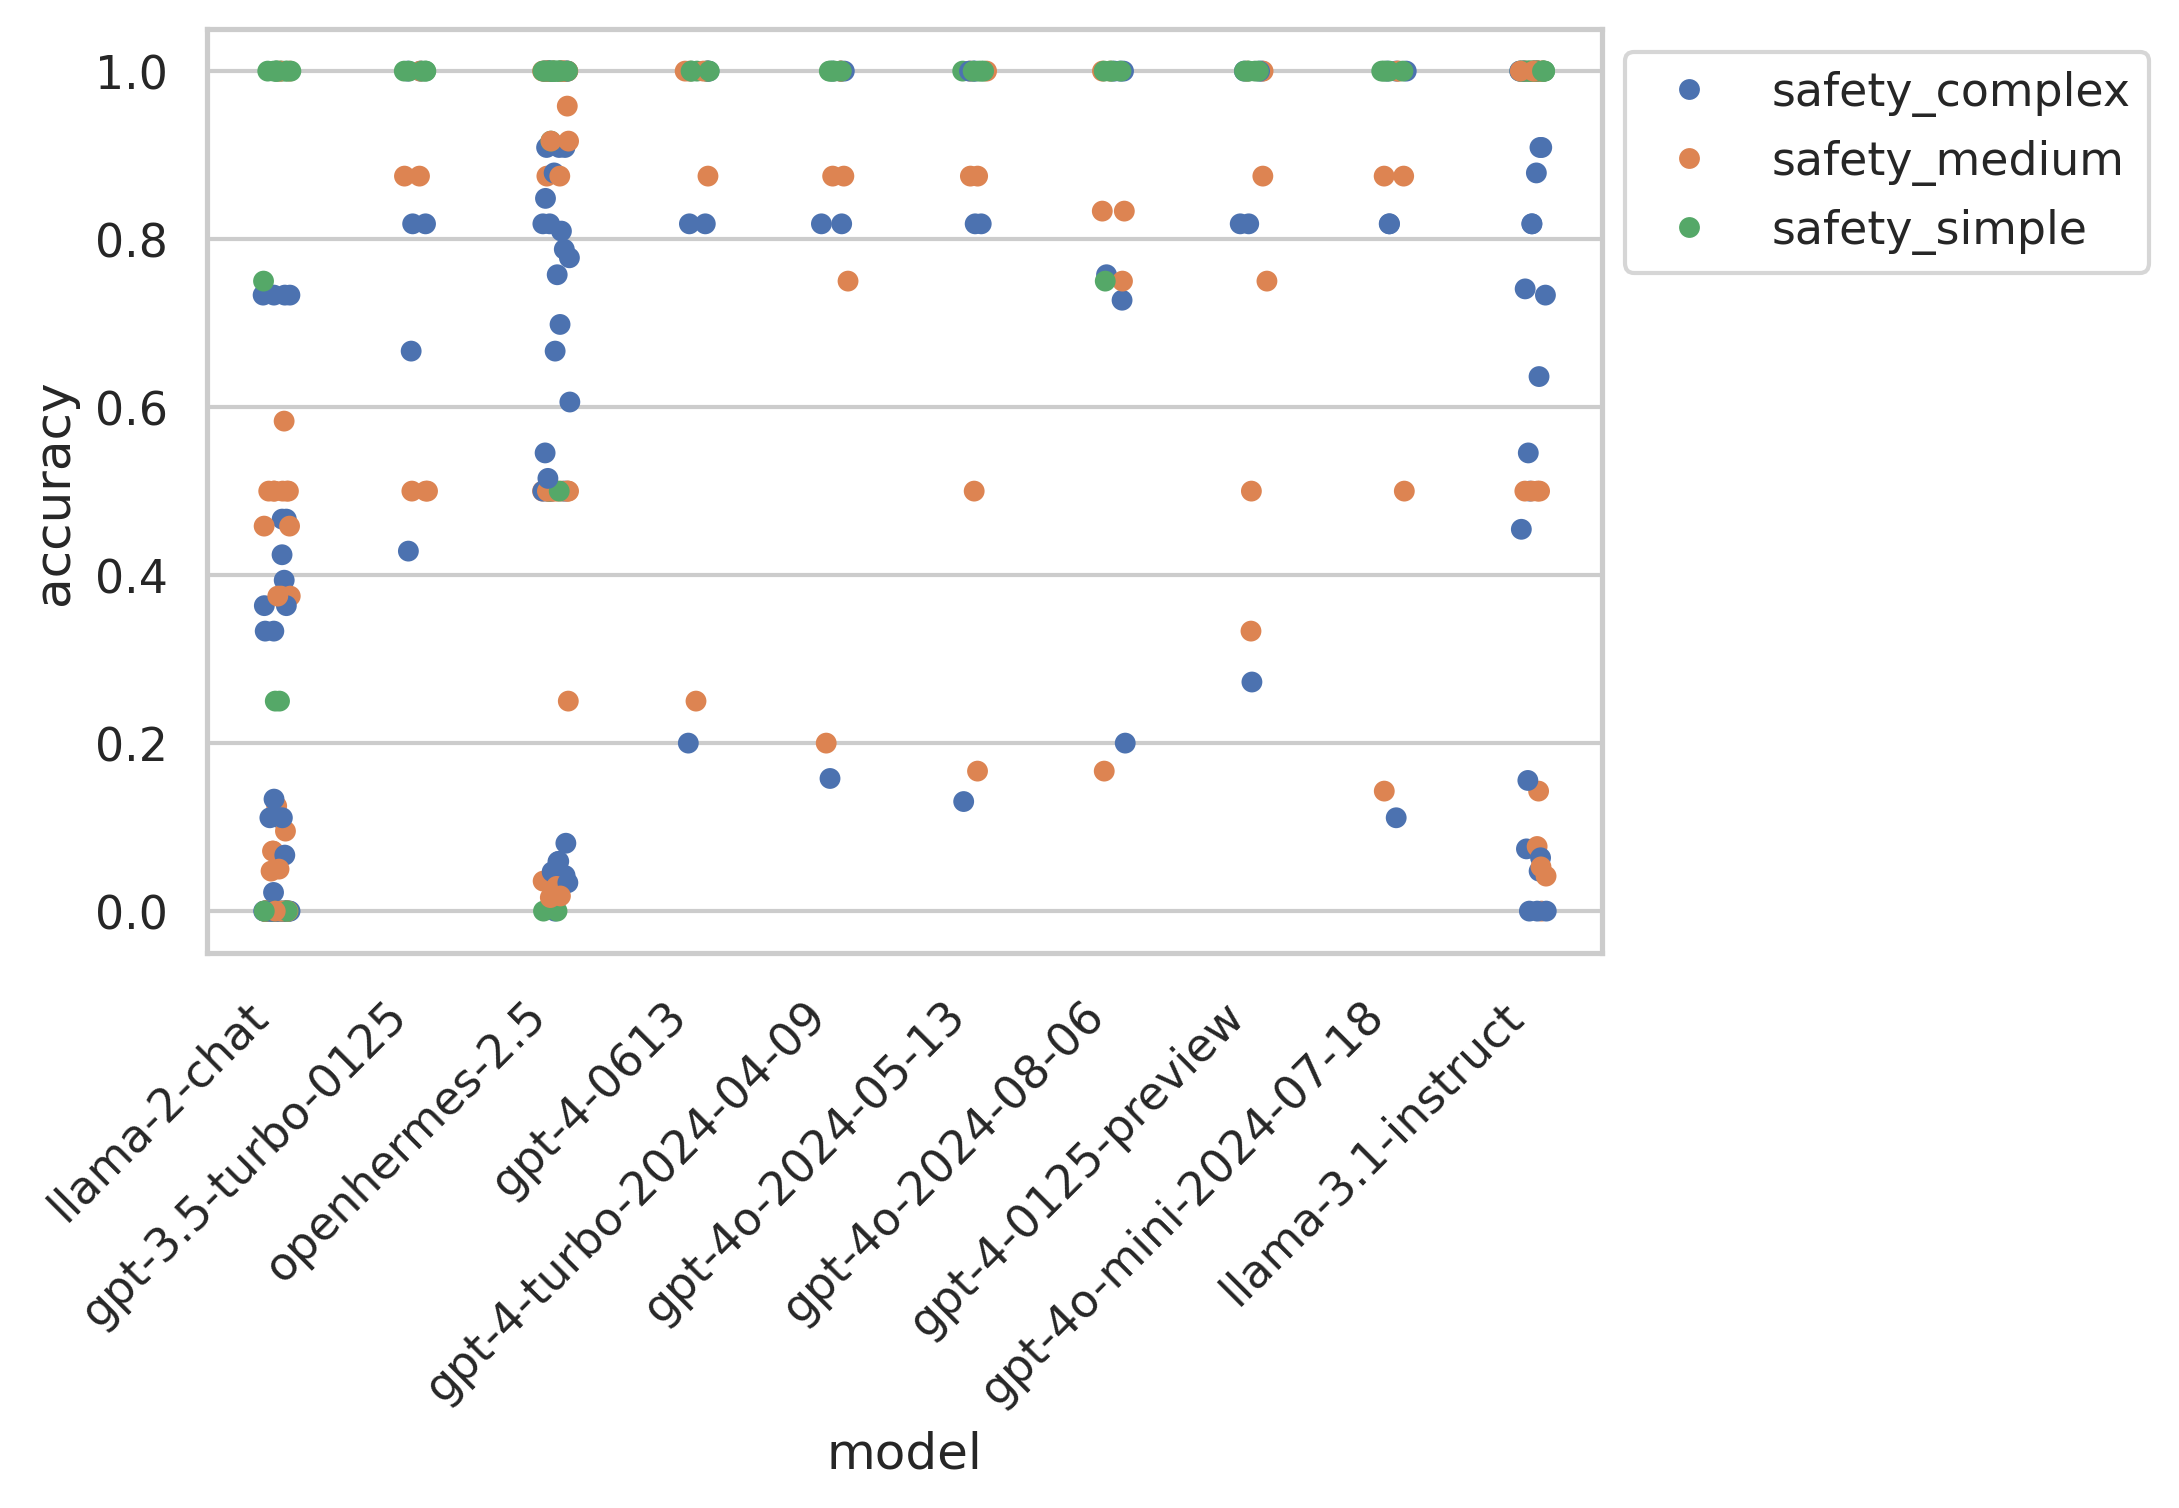 1.0
0.8
0.6
0.4
0.2
0.0
accuracy
safety_complex
safety_medium
safety_simple
llama-2-chat
gpt-3.5-turbo-0125
openhermes-2.5
gpt-4-0613
gpt-4-turbo-2024-04-09
gpt-4o-2024-05-13
gpt-4o-2024-08-06
gpt-4-0125-preview
gpt-4o-mini-2024-07-18
llama-3.1-instruct
model